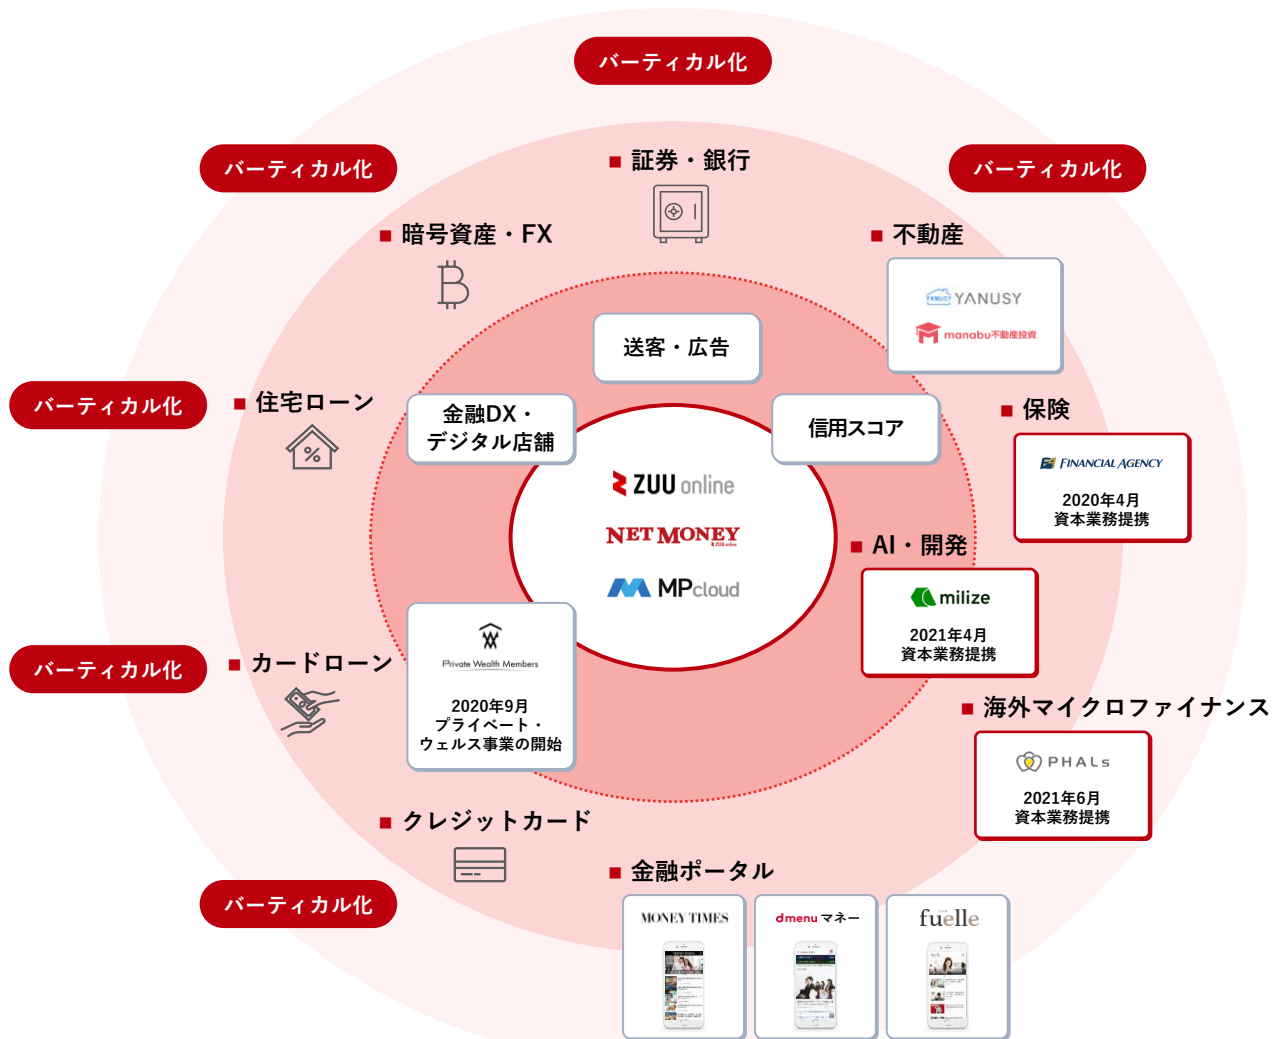 バーティカル化
バーティカル化
バーティカル化
証券・銀行
暗号資産・FX
不動産
YANUSY
YANUSY
manabu不動産投資
送客・広告
バーティカル化
住宅ローン
金融DX・
デジタル店舗
信用スコア
保険
FINANCIAL AGENCY
2020年4月
資本業務提携
ZUU online
NET MONEY
ZUU online
MPcloud
AI・開発
milize
2021年4月
資本業務提携
バーティカル化
カードローン
Private Wealth Members
2020年9月
プライベート・
ウェルス事業の開始
海外マイクロファイナンス
PHALs
2021年6月
資本業務提携
クレジットカード
バーティカル化
金融ポータル
MONEY TIMES
dmenu マネー
fuelle